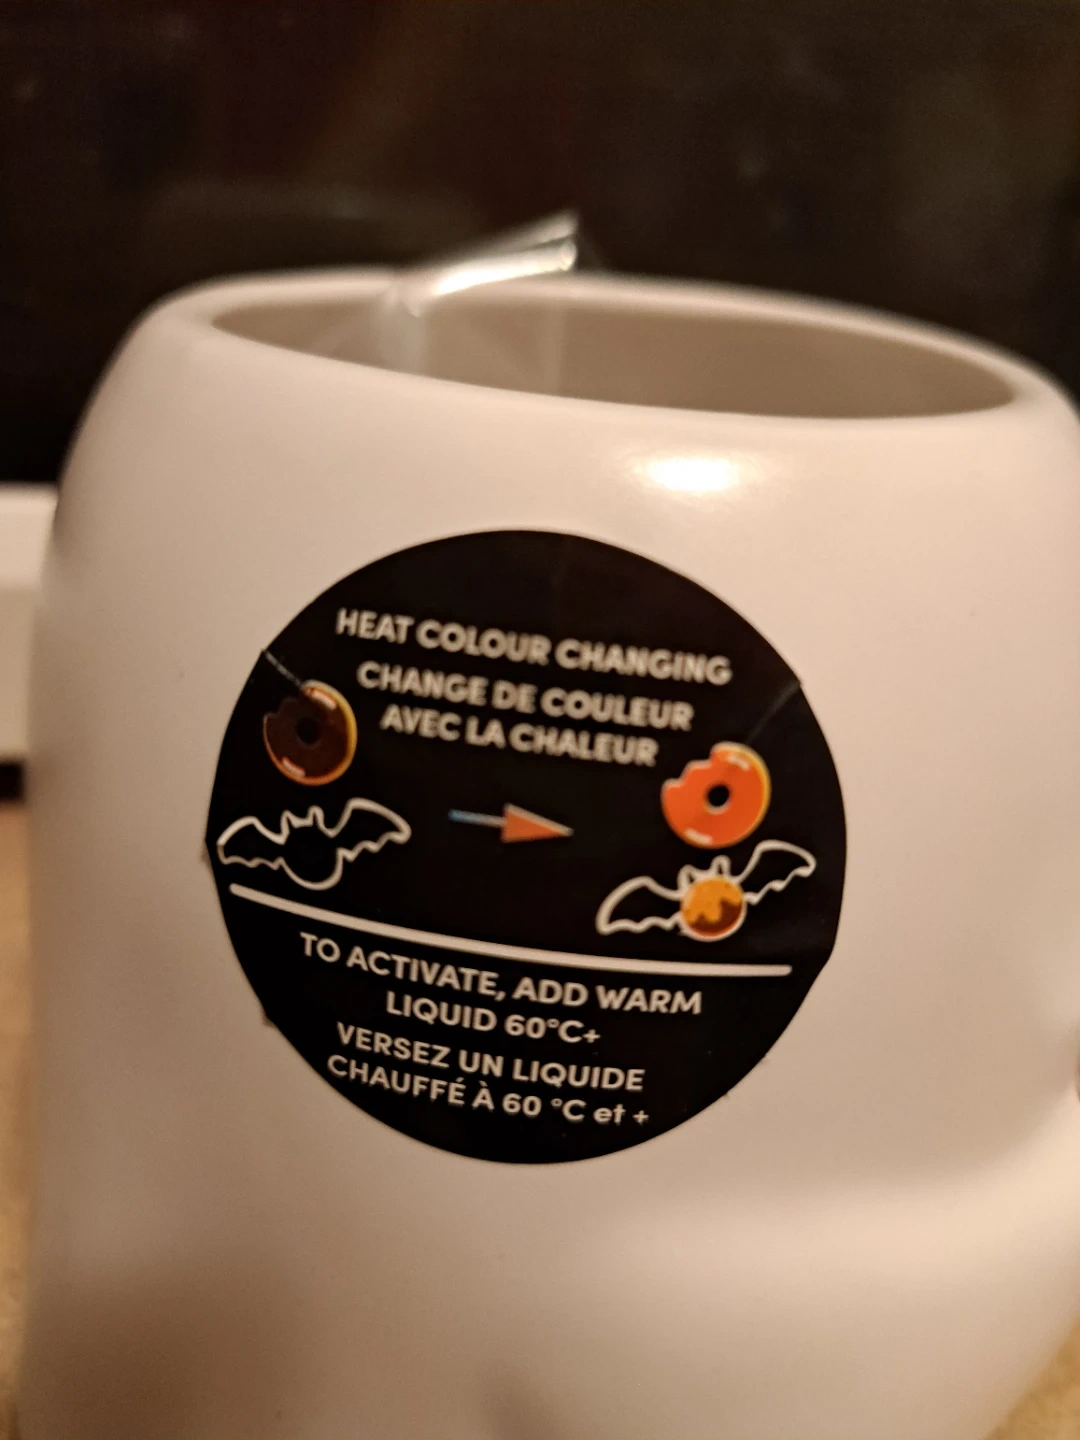 HEAT COLOUR CHANGING
CHANGE DE COULEUR
AVEC LA CHALEUR
TO ACTIVATE, ADD WARM
LIQUID 60°C+
VERSEZ UN LIQUIDE
CHAUFFÉ À 60 °C et +